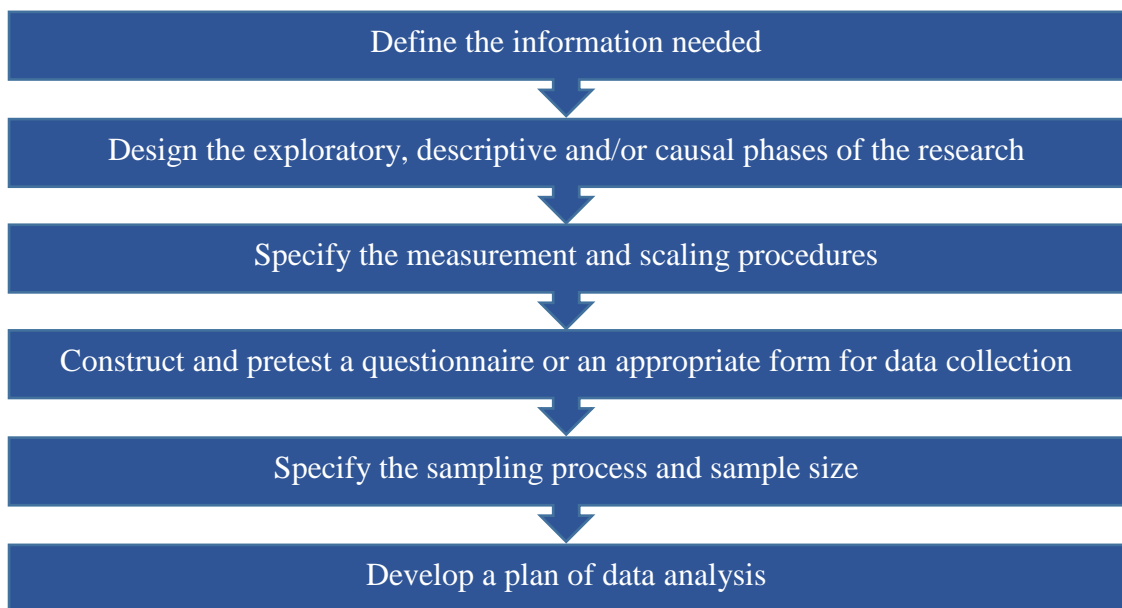 Define the information needed
Design the exploratory, descriptive and/or causal phases of the research
Specify the measurement and scaling procedures
Construct and pretest a questionnaire or an appropriate form for data collection
Specify the sampling process and sample size
Develop a plan of data analysis